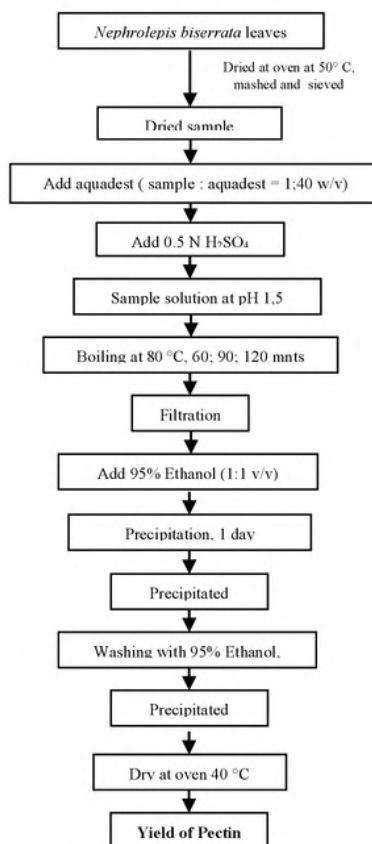 Nephrolepis biserrata leaves
Dried at oven at 50° C,
mashed and sieved
Dried sample
Add aquadest ( sample : aquadest = 1;40 w/v)
Add 0.5 N H₂SO₄
Sample solution at pH 1,5
Boiling at 80 °C, 60; 90; 120 mnts
Filtration
Add 95% Ethanol (1:1 v/v)
Precipitation, 1 day
Precipitated
Washing with 95% Ethanol,
Precipitated
Dry at oven 40 °C
Yield of Pectin